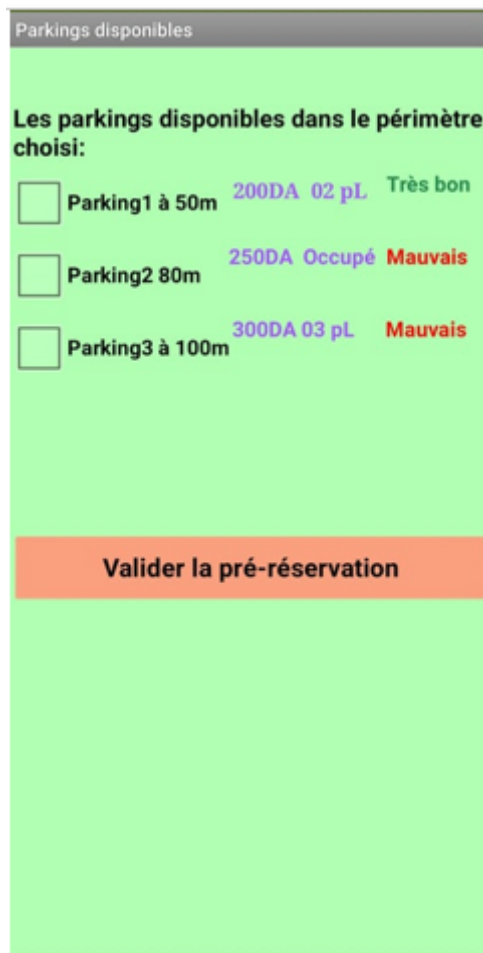 Parkings disponibles
Les parkings disponibles dans le périmètre
choisi:
Parking1 à 50m 200DA 02 pL Très bon
Parking2 80m 250DA Occupé Mauvais
Parking3 à 100m 300DA 03 pL Mauvais
Valider la pré-réservation